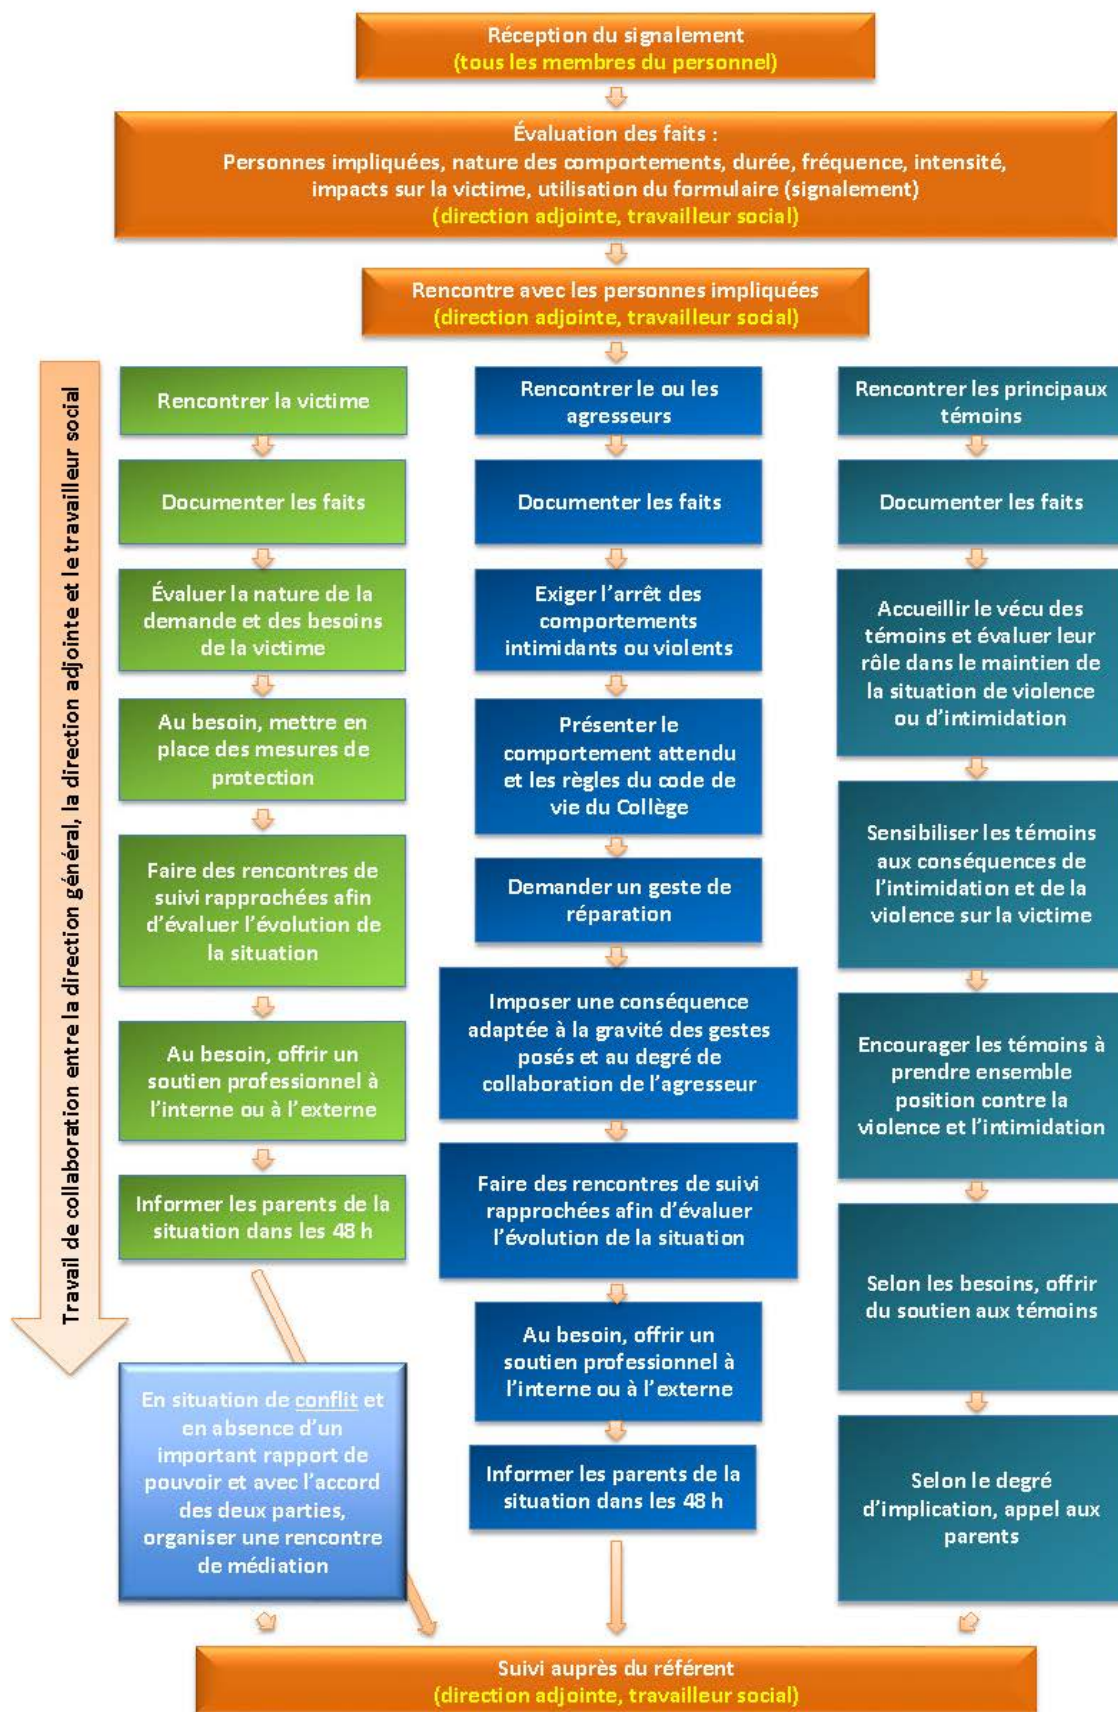 Réception du signalement
(tous les membres du personnel)
Évaluation des faits :
Personnes impliquées, nature des comportements, durée, fréquence, intensité,
impacts sur la victime, utilisation du formulaire (signalement)
(direction adjointe, travailleur social)
Rencontre avec les personnes impliquées
(direction adjointe, travailleur social)
Travail de collaboration entre la direction général, la direction adjointe et le travailleur social
Rencontrer la victime
Documenter les faits
Évaluer la nature de la
demande et des besoins
de la victime
Au besoin, mettre en
place des mesures de
protection
Faire des rencontres de
suivi rapprochées afin
d'évaluer l'évolution de
la situation
Au besoin, offrir un
soutien professionnel à
l'interne ou à l'externe
Informer les parents de la
situation dans les 48 h
En situation de conflit et
en absence d'un
important rapport de
pouvoir et avec l'accord
des deux parties,
organiser une rencontre
de médiation
Rencontrer le ou les
agresseurs
Documenter les faits
Exiger l'arrêt des
comportements
intimidants ou violents
Présenter le
comportement attendu
et les règles du code de
vie du Collège
Demander un geste de
réparation
Imposer une conséquence
adaptée à la gravité des gestes
posés et au degré de
collaboration de l'agresseur
Faire des rencontres de suivi
rapprochées afin d'évaluer
l'évolution de la situation
Au besoin, offrir un
soutien professionnel à
l'interne ou à l'externe
Informer les parents de la
situation dans les 48 h
Rencontrer les principaux
témoins
Documenter les faits
Accueillir le vécu des
témoins et évaluer leur
rôle dans le maintien de
la situation de violence
ou d'intimidation
Sensibiliser les témoins
aux conséquences de
l'intimidation et de la
violence sur la victime
Encourager les témoins à
prendre ensemble
position contre la
violence et l'intimidation
Selon les besoins, offrir
du soutien aux témoins
Selon le degré
d'implication, appel aux
parents
Suivi auprès du référent
(direction adjointe, travailleur social)